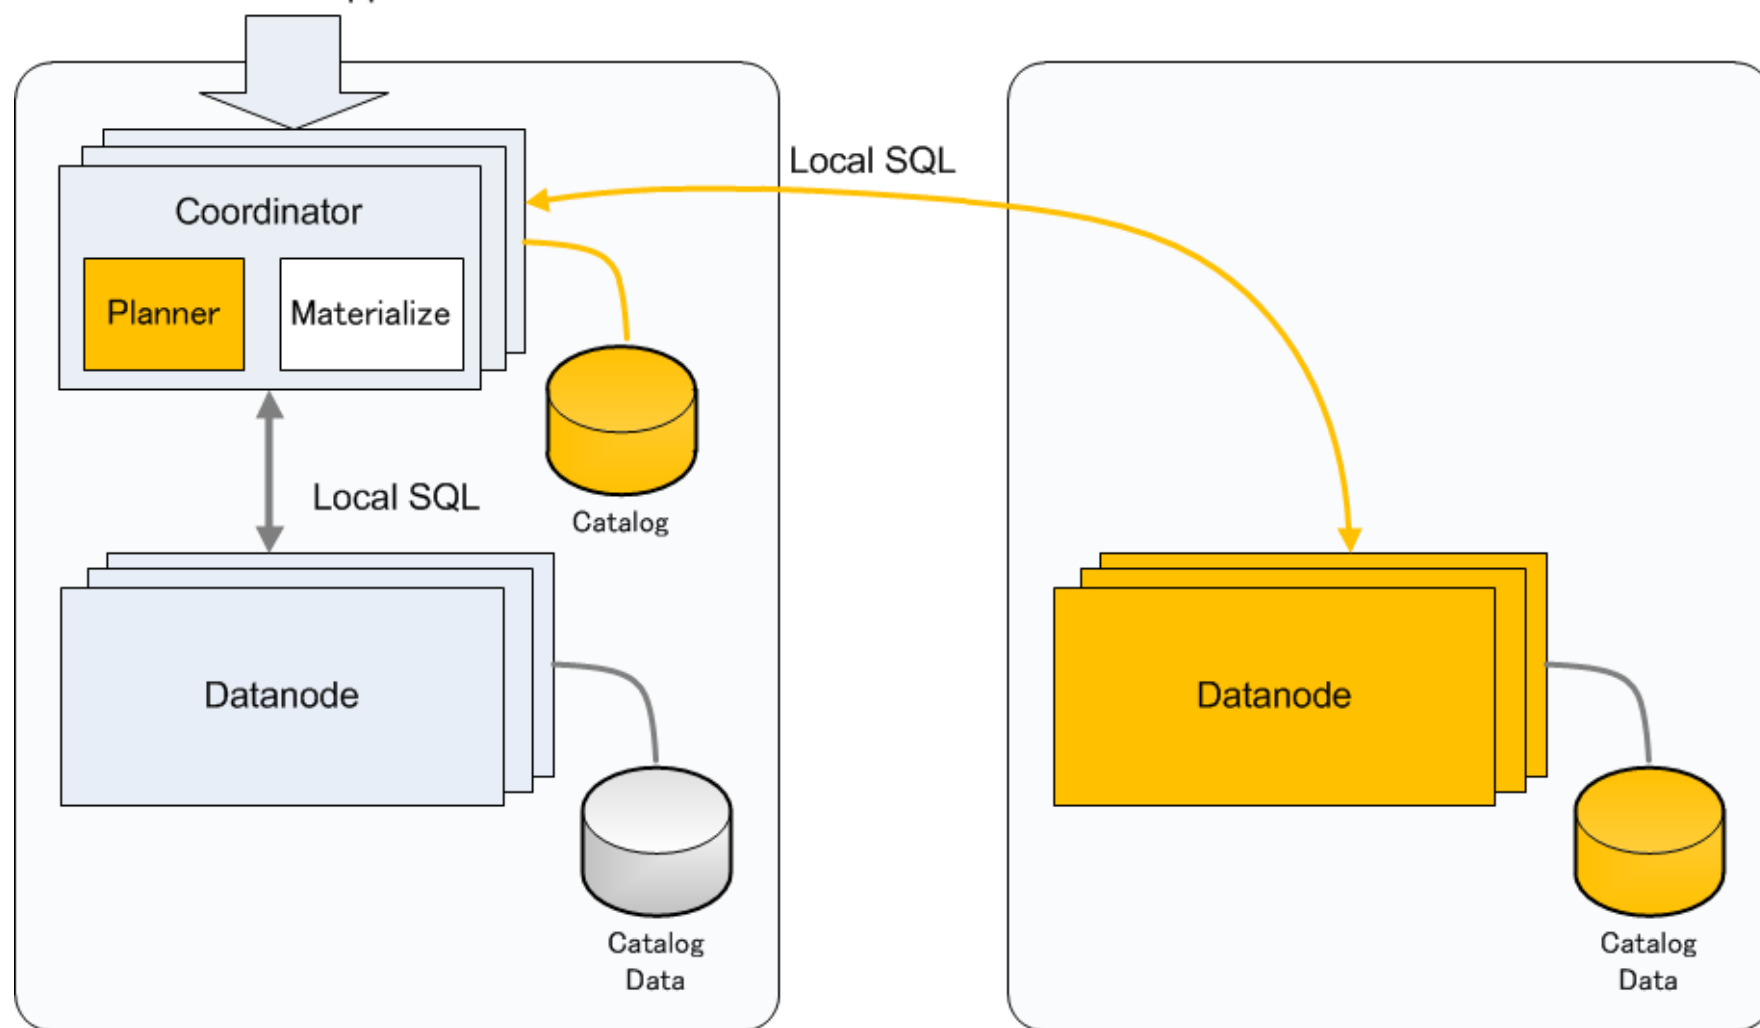 Local SQL
Coordinator
Planner
Materialize
Local SQL
Catalog
Datanode
Catalog
Data
Datanode
Catalog
Data